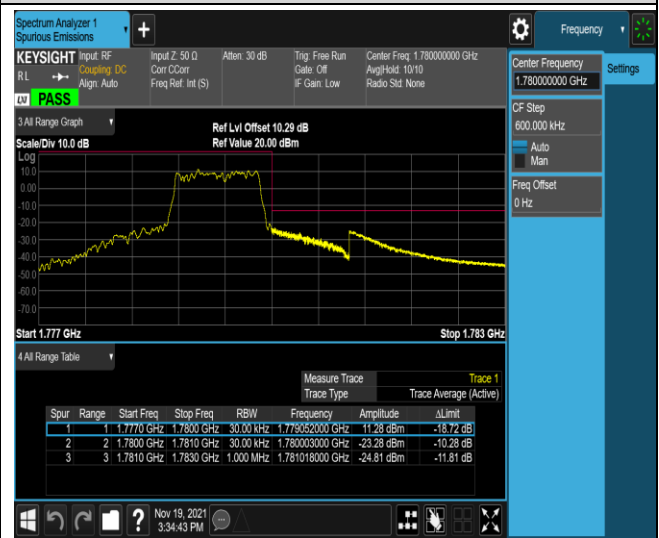 Spectrum Analyzer 1
Spurious Emissions
Frequency
KEYSIGHT Input: RF Input Z: 50 Ω Atten: 30 dB Trig: Free Run Center Freq: 1.780000000 GHz
RL Coupling: DC Corr CCorr Gate: Off Avg|Hold: 10/10
Align: Auto Freq Ref: Int (S) IF Gain: Low Radio Std: None
LXI PASS
Center Frequency
1.780000000 GHz
Settings
CF Step
600.000 kHz
Auto
Man
Freq Offset
0 Hz
3 All Range Graph
Ref Lvl Offset 10.29 dB
Scale/Div 10.0 dB Ref Value 20.00 dBm
Log
10.0
0.00
-10.0
-20.0
-30.0
-40.0
-50.0
-60.0
-70.0
Start 1.777 GHz Stop 1.783 GHz
4 All Range Table
Measure Trace Trace 1
Trace Type Trace Average (Active)
Spur Range Start Freq Stop Freq RBW Frequency Amplitude ΔLimit
1 1 1.7770 GHz 1.7800 GHz 30.00 kHz 1.779052000 GHz 11.28 dBm -18.72 dB
2 2 1.7800 GHz 1.7810 GHz 30.00 kHz 1.780003000 GHz -23.28 dBm -10.28 dB
3 3 1.7810 GHz 1.7830 GHz 1.000 MHz 1.781018000 GHz -24.81 dBm -11.81 dB
Nov 19, 2021
3:34:43 PM